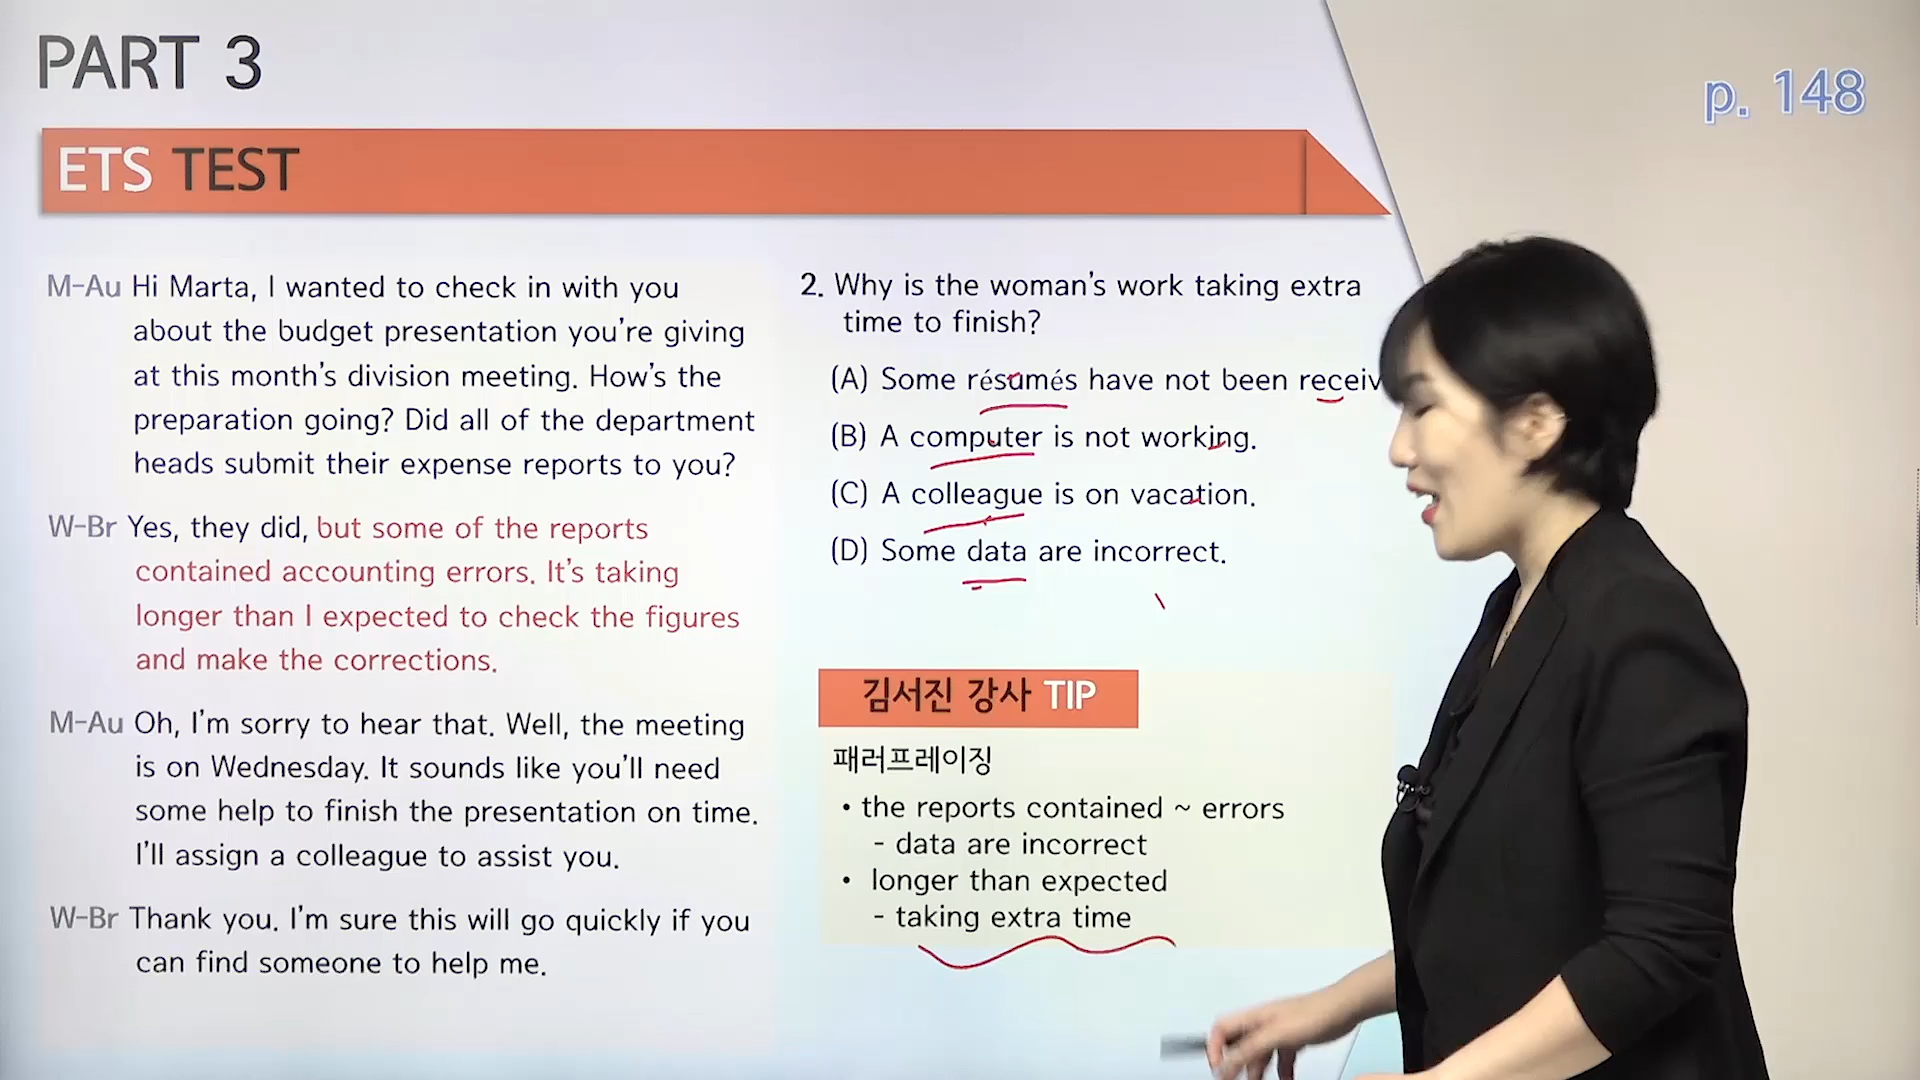 PART 3
p. 148
ETS TEST
M-Au Hi Marta, I wanted to check in with you
about the budget presentation you're giving
at this month's division meeting. How's the
preparation going? Did all of the department
heads submit their expense reports to you?
W-Br Yes, they did, but some of the reports
contained accounting errors. It's taking
longer than I expected to check the figures
and make the corrections.
M-Au Oh, I'm sorry to hear that. Well, the meeting
is on Wednesday. It sounds like you'll need
some help to finish the presentation on time.
I'll assign a colleague to assist you.
W-Br Thank you. I'm sure this will go quickly if you
can find someone to help me.
2. Why is the woman's work taking extra
time to finish?
(A) Some résumés have not been receiv
(B) A computer is not working.
(C) A colleague is on vacation.
(D) Some data are incorrect.
김서진 강사 TIP
패러프레이징
• the reports contained ~ errors
- data are incorrect
• longer than expected
- taking extra time